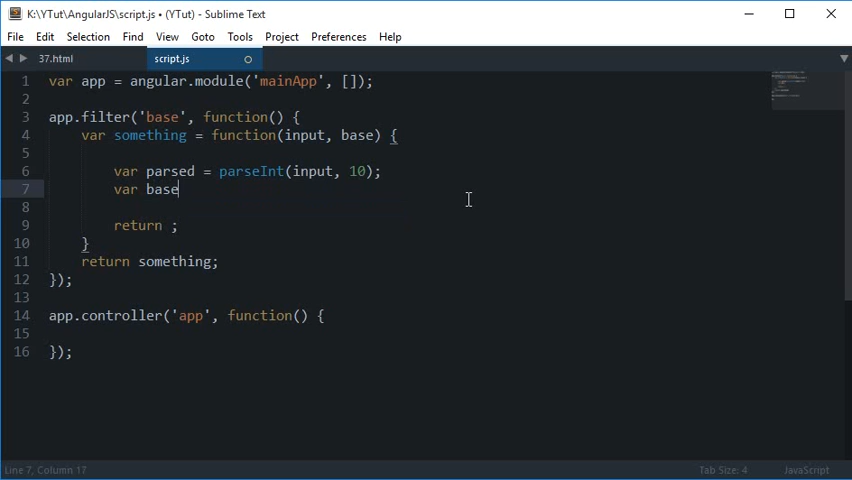 K:\YTut\AngularJS\script.js • (YTut) - Sublime Text
File Edit Selection Find View Goto Tools Project Preferences Help
37.html script.js
1 var app = angular.module('mainApp', []);
2
3 app.filter('base', function() {
4 var something = function(input, base) {
5
6 var parsed = parseInt(input, 10);
7 var base
8
9 return ;
10 }
11 return something;
12 });
13
14 app.controller('app', function() {
15
16 });
Line 7, Column 17 Tab Size: 4 JavaScript